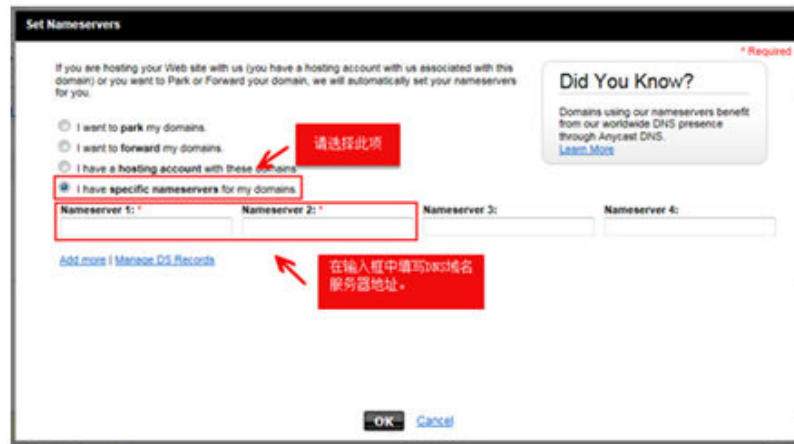 Set Nameservers
* Required
If you are hosting your Web site with us (you have a hosting account with us associated with this
domain) or you want to Park or Forward your domain, we will automatically set your nameservers
for you.
Did You Know?
Domains using our nameservers benefit
from our worldwide DNS presence
through Anycast DNS.
Learn More
I want to park my domains.
I want to forward my domains.
请选择此项
I have a hosting account with these domains
I have specific nameservers for my domains.
Nameserver 1: *
Nameserver 2: *
Nameserver 3:
Nameserver 4:
Add more | Manage DS Records
在输入框中填写DNS域名
服务器地址。
OK
Cancel